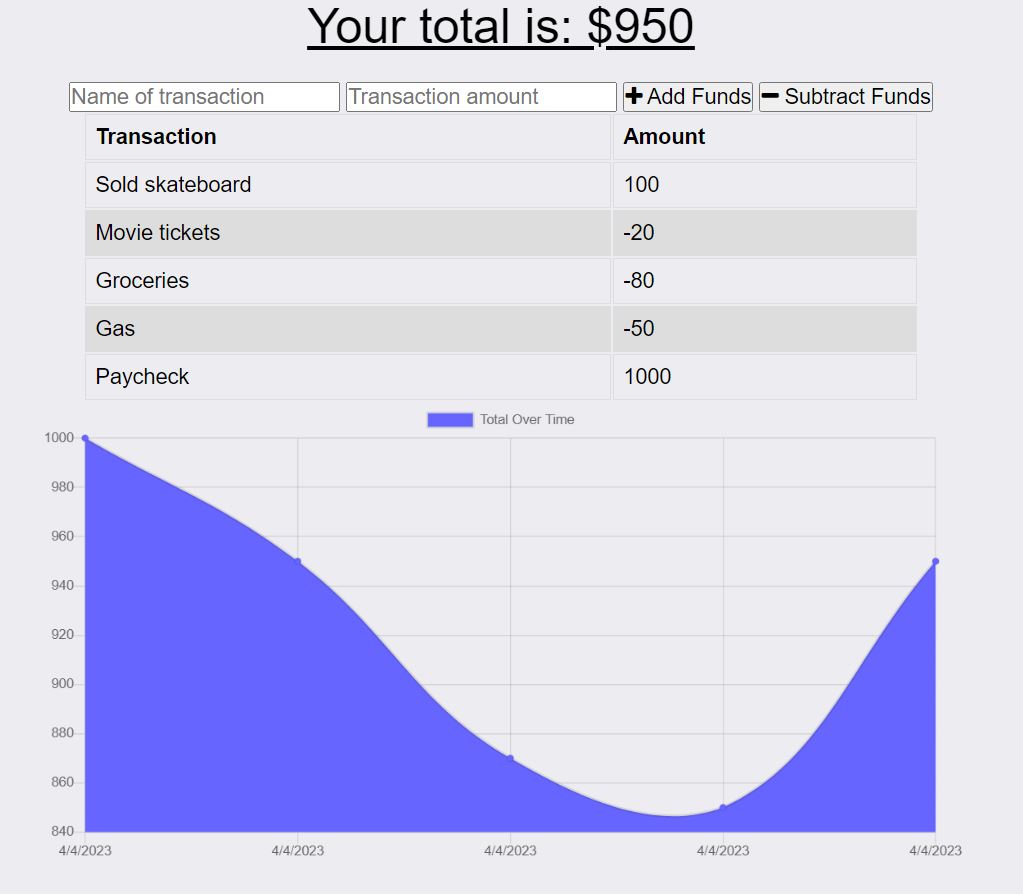 Your total is: $950
Name of transaction Transaction amount Add Funds Subtract Funds
Transaction Amount
Sold skateboard 100
Movie tickets -20
Groceries -80
Gas -50
Paycheck 1000
Total Over Time
1000
980
960
940
920
900
880
860
840
4/4/2023 4/4/2023 4/4/2023 4/4/2023 4/4/2023